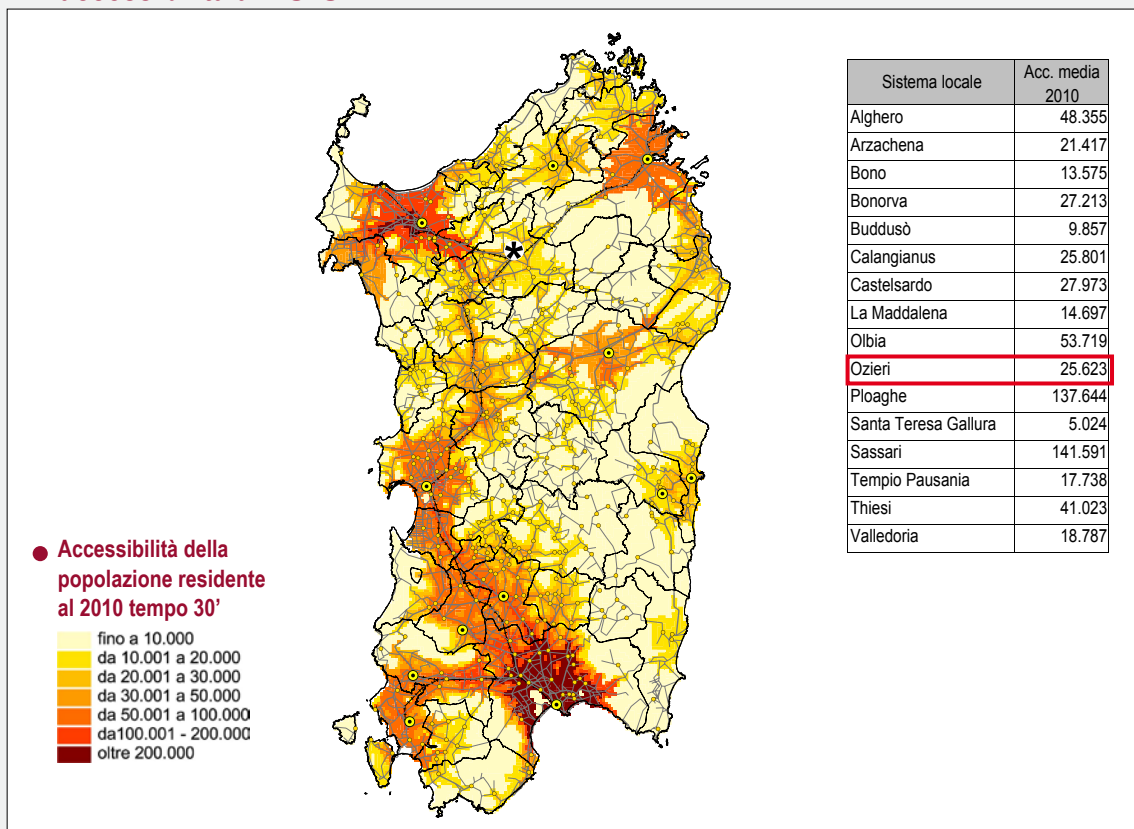 Sistema locale
Acc. media
2010
Alghero 48.355
Arzachena 21.417
Bono 13.575
Bonorva 27.213
Buddusò 9.857
Calangianus 25.801
Castelsardo 27.973
La Maddalena 14.697
Olbia 53.719
Ozieri 25.623
Ploaghe 137.644
Santa Teresa Gallura 5.024
Sassari 141.591
Tempio Pausania 17.738
Thiesi 41.023
Valledoria 18.787
*
● Accessibilità della
popolazione residente
al 2010 tempo 30’
fino a 10.000
da 10.001 a 20.000
da 20.001 a 30.000
da 30.001 a 50.000
da 50.001 a 100.000
da100.001 - 200.000
oltre 200.000